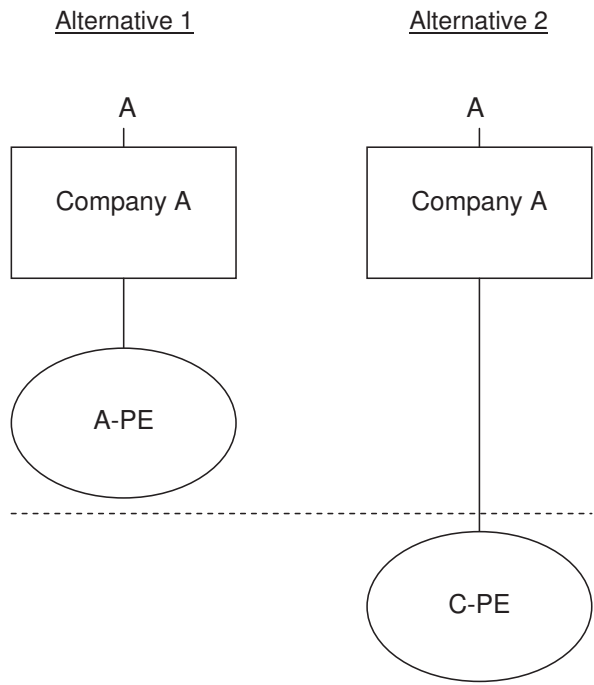 Alternative 1
Alternative 2
A
A
Company A
Company A
A-PE
C-PE